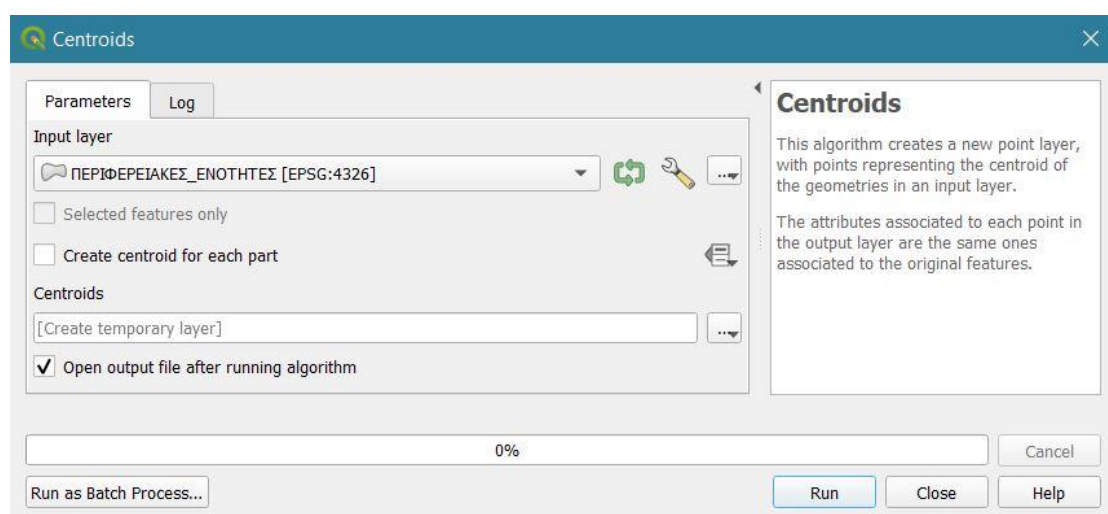 Centroids
Parameters
Log
Input layer
ΠΕΡΙΦΕΡΕΙΑΚΕΣ_ΕΝΟΤΗΤΕΣ [EPSG:4326]
...
Selected features only
Create centroid for each part
Centroids
[Create temporary layer]
...
Open output file after running algorithm
Centroids
This algorithm creates a new point layer,
with points representing the centroid of
the geometries in an input layer.
The attributes associated to each point in
the output layer are the same ones
associated to the original features.
0%
Cancel
Run as Batch Process...
Run
Close
Help